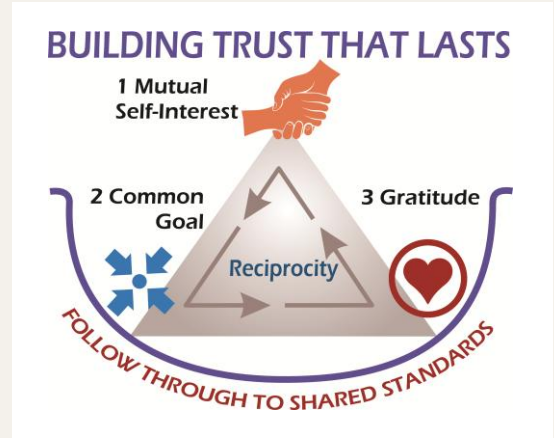 BUILDING TRUST THAT LASTS
1 Mutual
Self-Interest
2 Common
Goal
3 Gratitude
Reciprocity
FOLLOW THROUGH TO SHARED STANDARDS